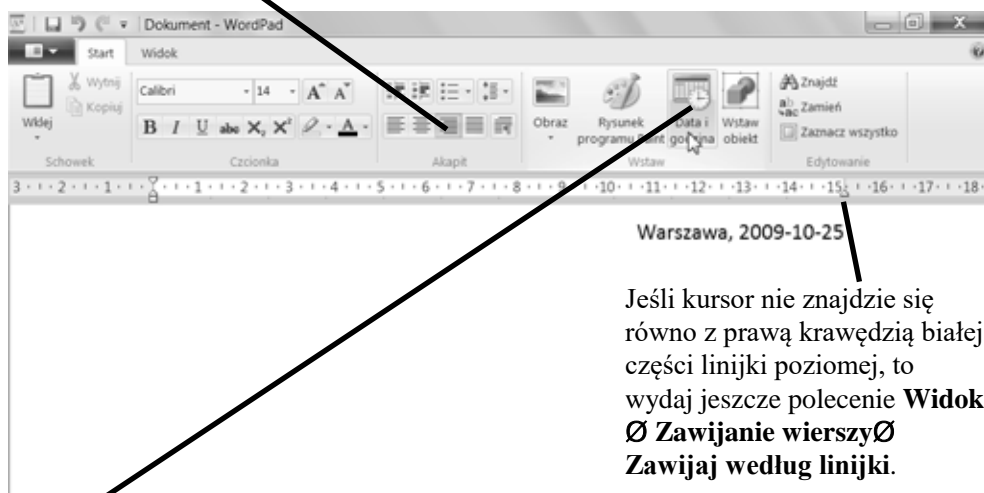 Dokument - WordPad
Start Widok
Wytnij
Kopiuj
Wklej
Calibri 14 A A
B I U abc X₂ X² A
Obraz
Rysunek programu Paint
Data i godzina
Wstaw obiekt
Znajdź
Zamień
Zaznacz wszystko
Schowek Czcionka Akapit Wstaw Edytowanie
3 2 1 1 2 3 4 5 6 7 8 9 10 11 12 13 14 15 16 17 18
Warszawa, 2009-10-25
Jeśli kursor nie znajdzie się
równo z prawą krawędzią białej
części linijki poziomej, to
wydaj jeszcze polecenie Widok
Ø Zawijanie wierszyØ
Zawijaj według linijki.